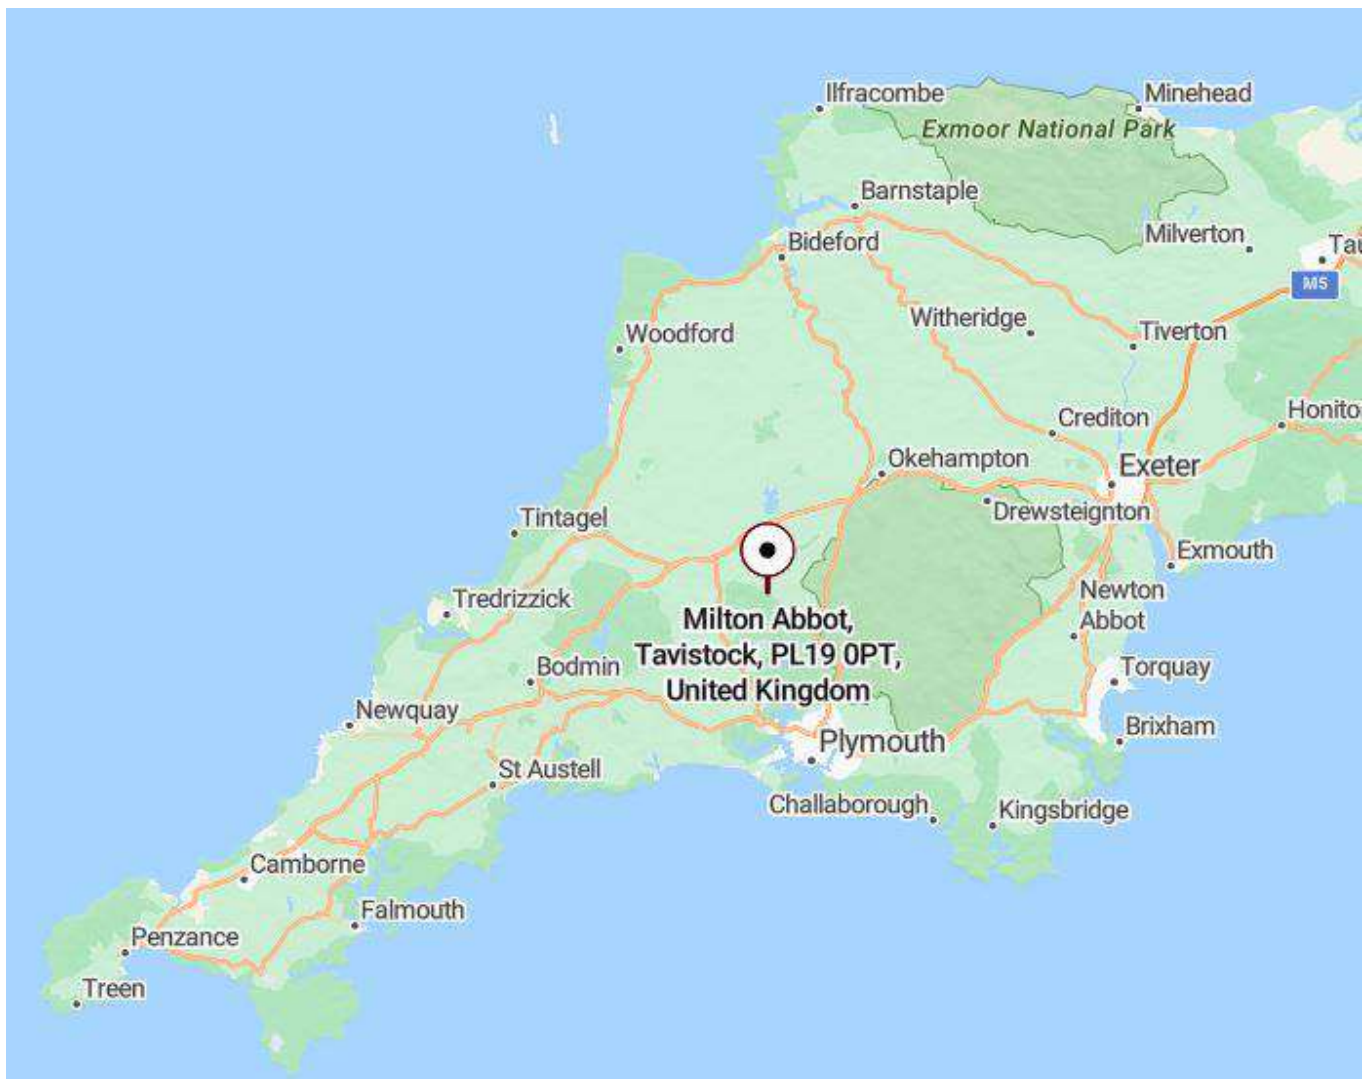 Ilfracombe
Minehead
Exmoor National Park
Barnstaple
Milverton
Bideford
Tau
M5
Witheridge
Tiverton
Woodford
Honito
Crediton
Okehampton
Exeter
Drewsteignton
Tintagel
Exmouth
Newton
Abbot
Tredrizzick
Milton Abbot,
Tavistock, PL19 0PT,
United Kingdom
Bodmin
Torquay
Newquay
Brixham
Plymouth
St Austell
Challaborough
Kingsbridge
Camborne
Falmouth
Penzance
Treen